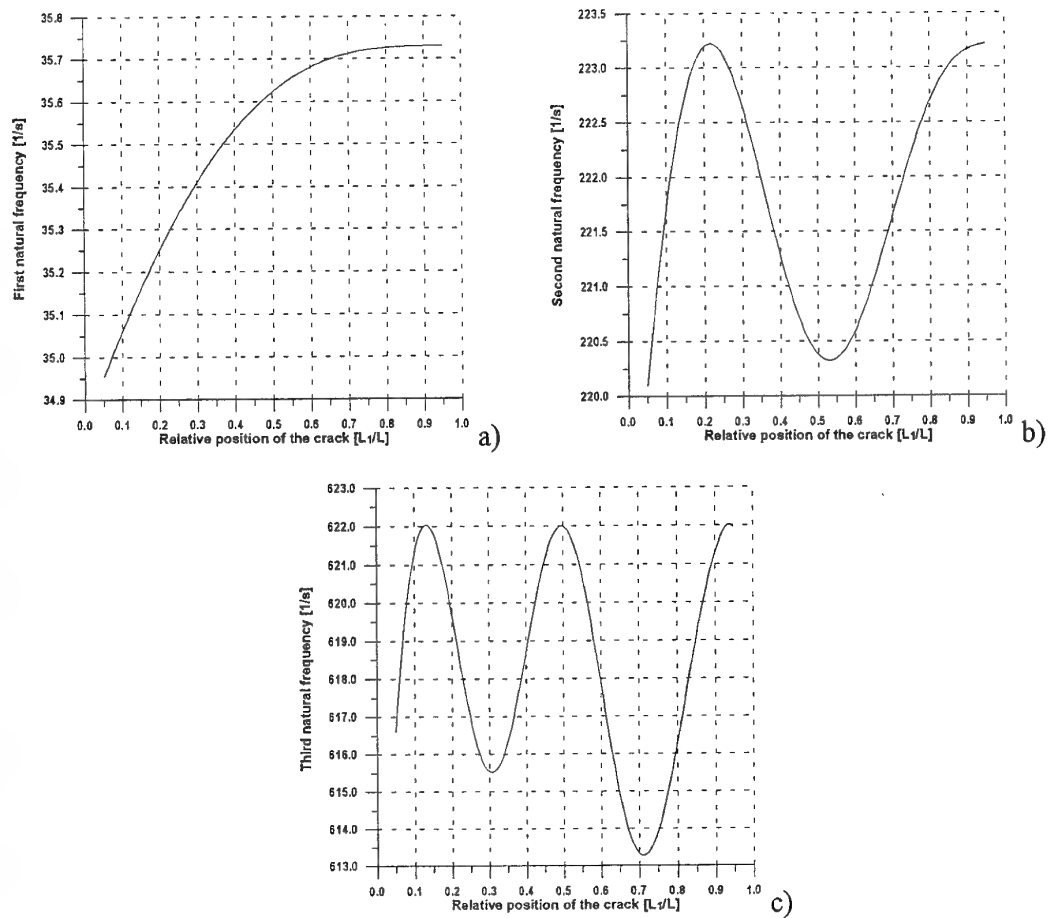 35.8
35.7
35.6
35.5
35.4
35.3
35.2
35.1
35.0
34.9
First natural frequency [1/s]
0.0 0.1 0.2 0.3 0.4 0.5 0.6 0.7 0.8 0.9 1.0
Relative position of the crack [L1/L]
a)
223.5
223.0
222.5
222.0
221.5
221.0
220.5
220.0
Second natural frequency [1/s]
0.0 0.1 0.2 0.3 0.4 0.5 0.6 0.7 0.8 0.9 1.0
Relative position of the crack [L1/L]
b)
623.0
622.0
621.0
620.0
619.0
618.0
617.0
616.0
615.0
614.0
613.0
Third natural frequency [1/s]
0.0 0.1 0.2 0.3 0.4 0.5 0.6 0.7 0.8 0.9 1.0
Relative position of the crack [L1/L]
c)